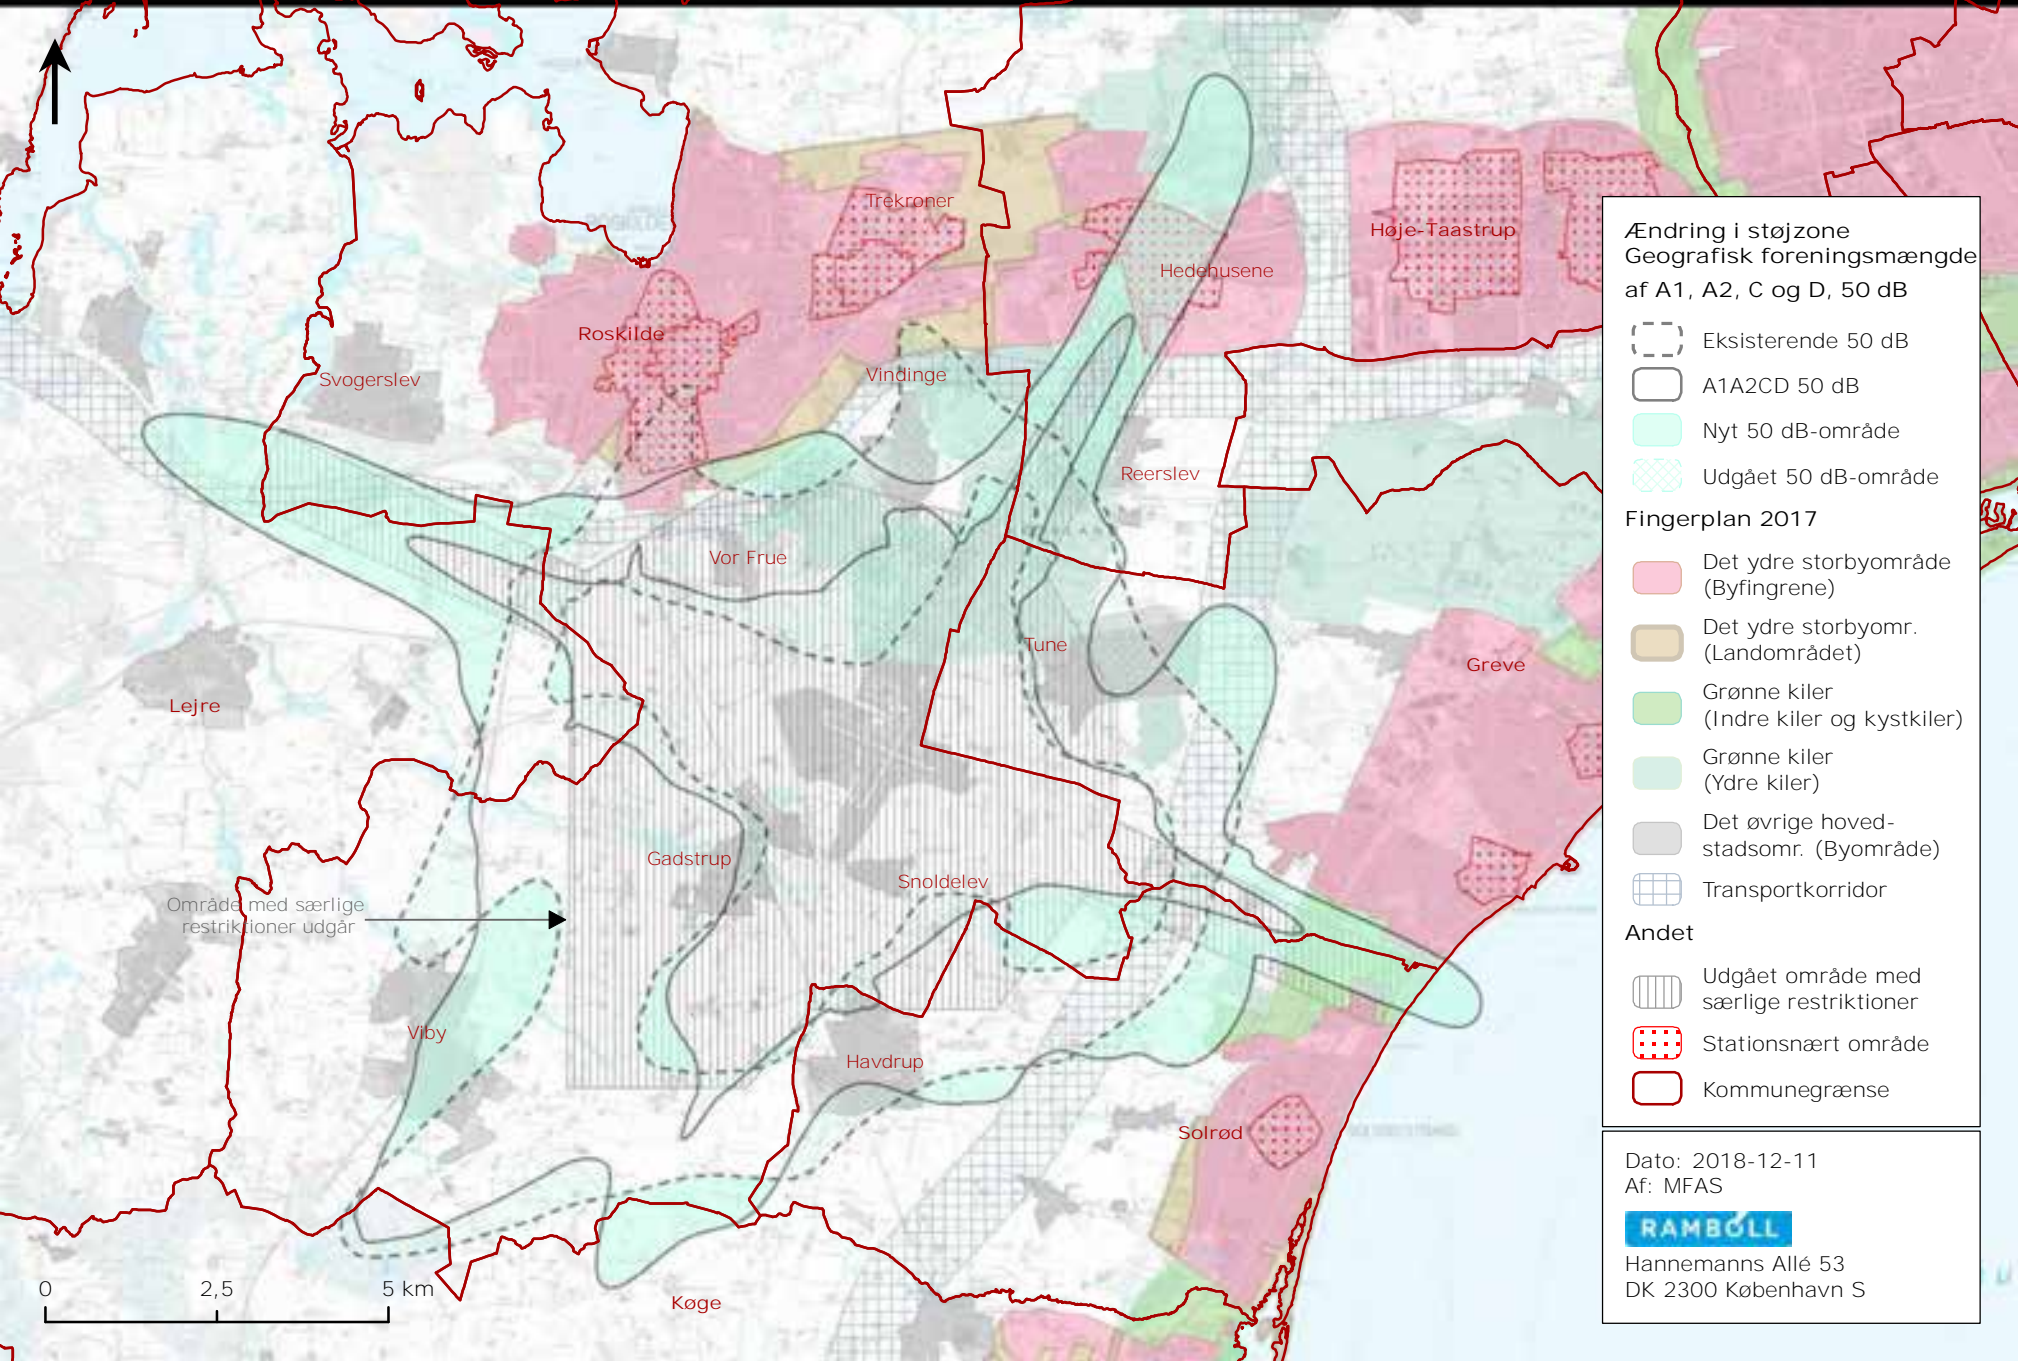 Trekroner
Høje-Taastrup
Hedehusene
Roskilde
Svogerslev
Vindinge
Reerslev
Vor Frue
Tune
Greve
Lejre
Gadstrup
Snoldelev
Område med særlige
restriktioner udgår
Viby
Havdrup
Solrød
Køge
0 2,5 5 km
Ændring i støjzone
Geografisk foreningsmængde
af A1, A2, C og D, 50 dB
Eksisterende 50 dB
A1A2CD 50 dB
Nyt 50 dB-område
Udgået 50 dB-område
Fingerplan 2017
Det ydre storbyområde
(Byfingrene)
Det ydre storbyomr.
(Landområdet)
Grønne kiler
(Indre kiler og kystkiler)
Grønne kiler
(Ydre kiler)
Det øvrige hoved-
stadsomr. (Byområde)
Transportkorridor
Andet
Udgået område med
særlige restriktioner
Stationsnært område
Kommunegrænse
Dato: 2018-12-11
Af: MFAS
RAMBOLL
Hannemanns Allé 53
DK 2300 København S